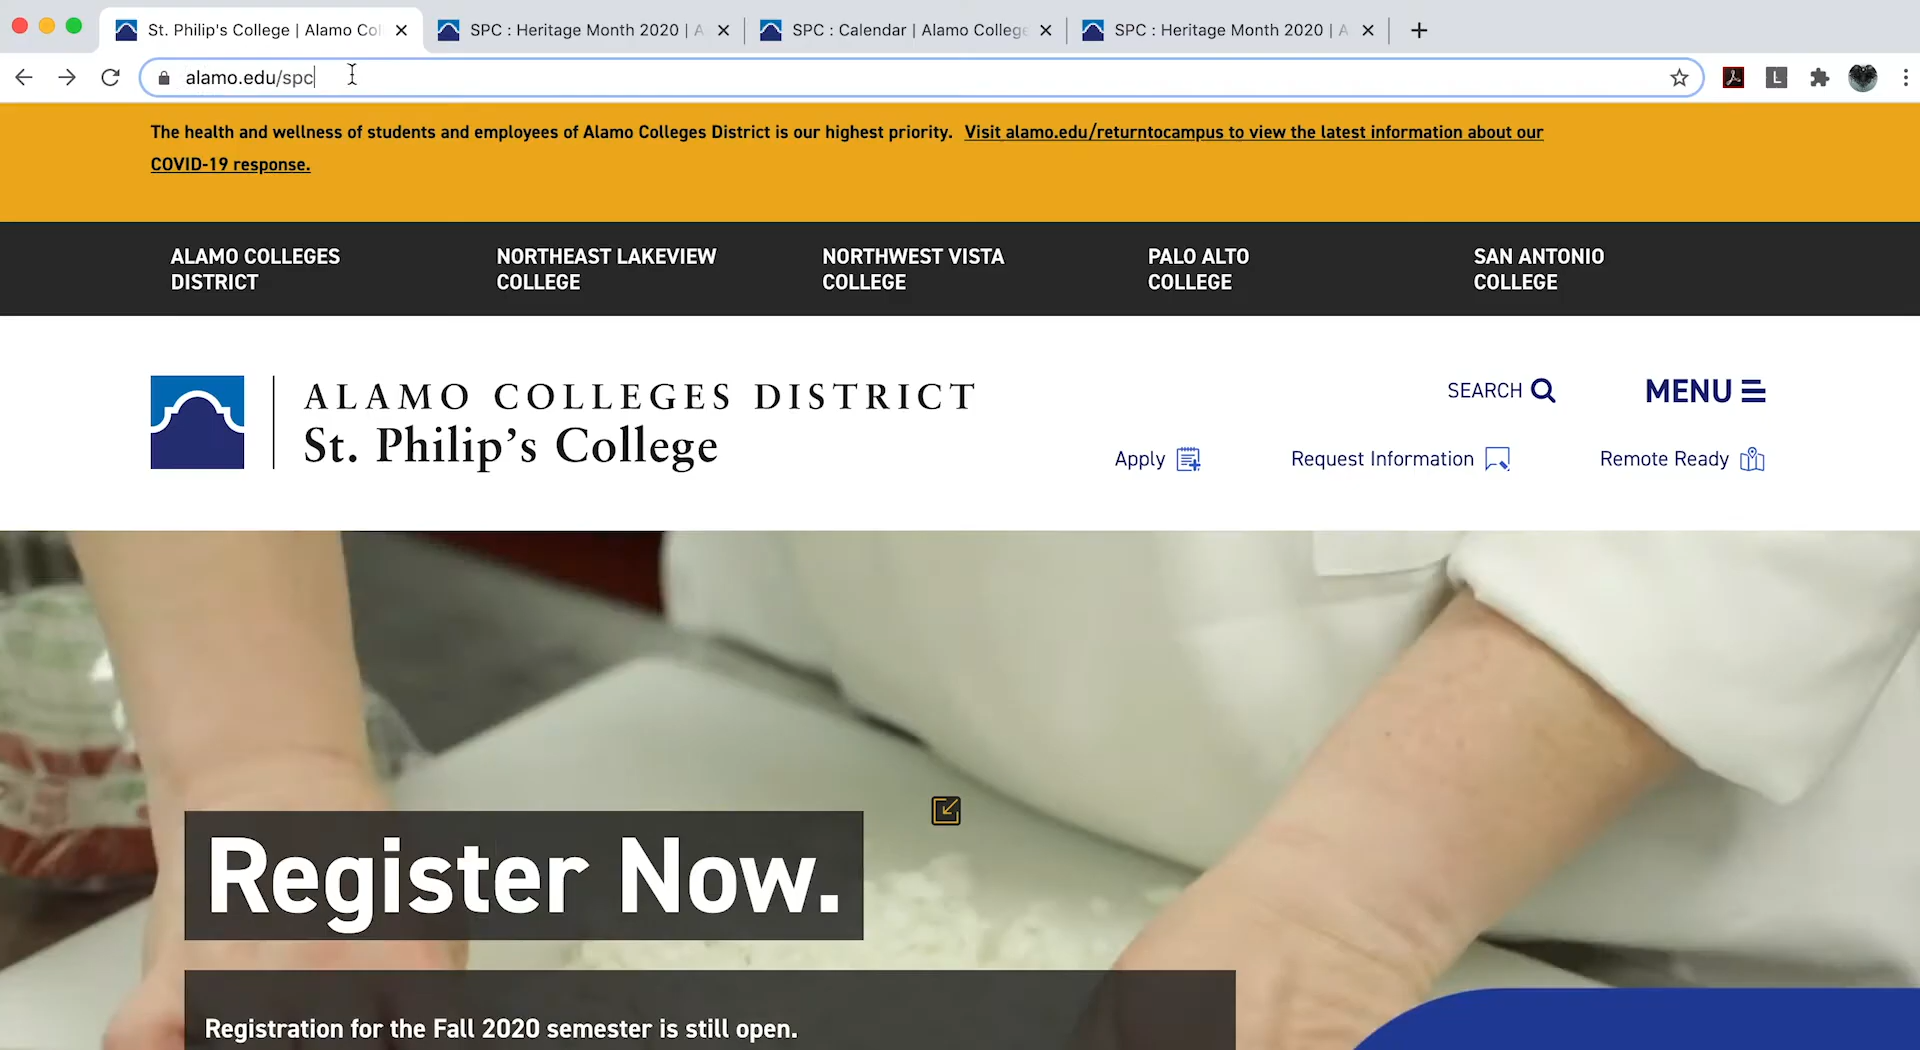 St. Philip's College | Alamo Col
SPC : Heritage Month 2020 | A
SPC : Calendar | Alamo College
SPC : Heritage Month 2020 | A
alamo.edu/spc
L
The health and wellness of students and employees of Alamo Colleges District is our highest priority. Visit alamo.edu/returntocampus to view the latest information about our
COVID-19 response.
ALAMO COLLEGES
DISTRICT
NORTHEAST LAKEVIEW
COLLEGE
NORTHWEST VISTA
COLLEGE
PALO ALTO
COLLEGE
SAN ANTONIO
COLLEGE
ALAMO COLLEGES DISTRICT
St. Philip's College
SEARCH
MENU
Apply
Request Information
Remote Ready
Register Now.
Registration for the Fall 2020 semester is still open.